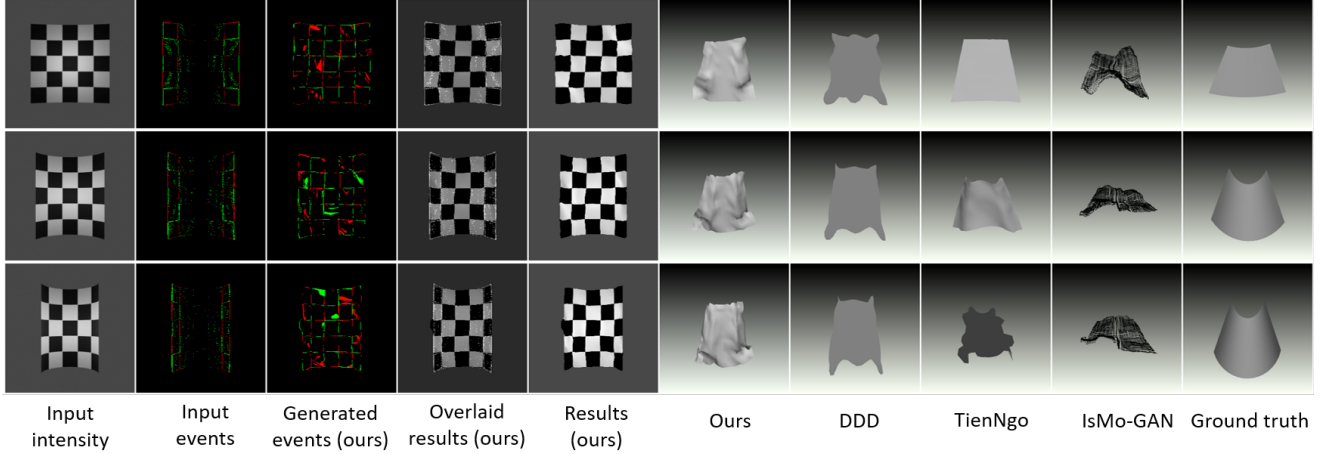 Input intensity
Input events
Generated events (ours)
Overlaid results (ours)
Results (ours)
Ours
DDD
TienNgo
IsMo-GAN
Ground truth